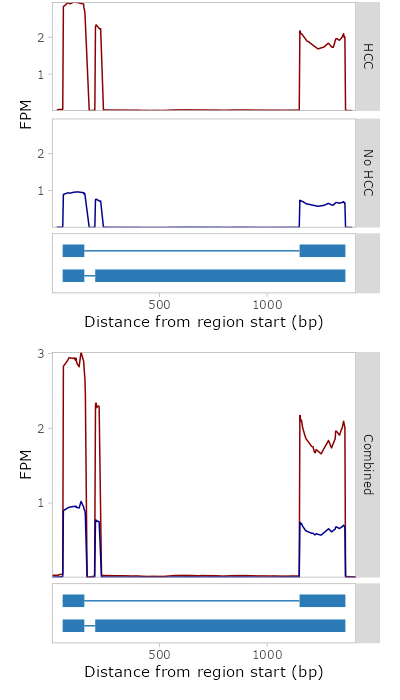 HCC
2
1
FPM
No HCC
2
1
500 1000
Distance from region start (bp)
3
2
1
FPM
Combined
500 1000
Distance from region start (bp)